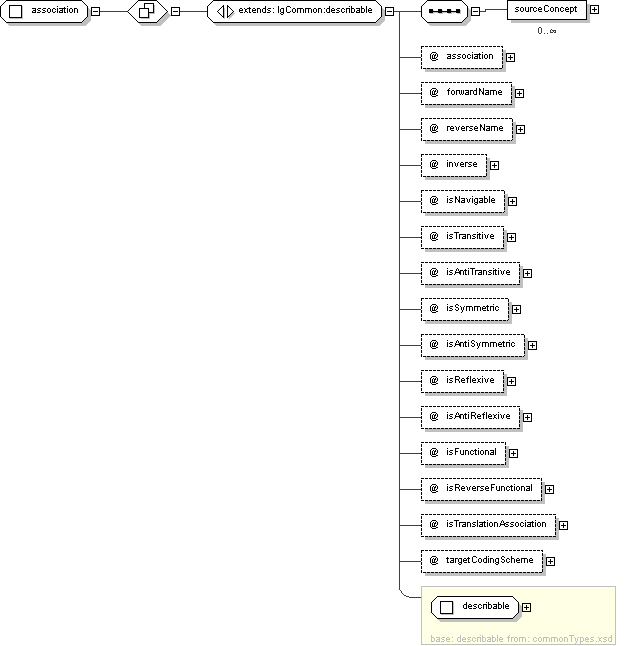 association
extends: lgCommon:describable
sourceConcept
0..∞
@ association
@ forwardName
@ reverseName
@ inverse
@ isNavigable
@ isTransitive
@ isAntiTransitive
@ isSymmetric
@ isAntiSymmetric
@ isReflexive
@ isAntiReflexive
@ isFunctional
@ isReverseFunctional
@ isTranslationAssociation
@ targetCodingScheme
describable
base: describable from: commonTypes.xsd